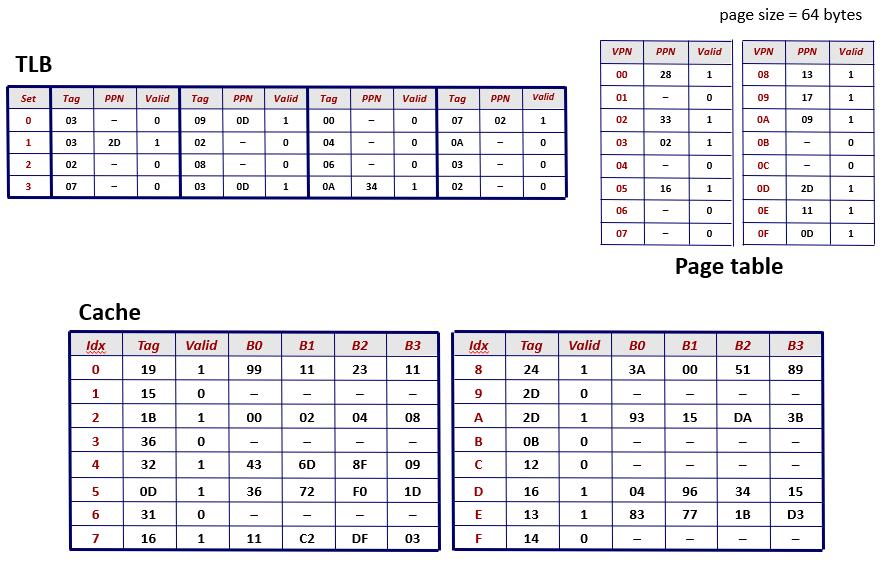 page size = 64 bytes
TLB
Set Tag PPN Valid Tag PPN Valid Tag PPN Valid Tag PPN Valid
0 03 – 0 09 0D 1 00 – 0 07 02 1
1 03 2D 1 02 – 0 04 – 0 0A – 0
2 02 – 0 08 – 0 06 – 0 03 – 0
3 07 – 0 03 0D 1 0A 34 1 02 – 0
VPN PPN Valid VPN PPN Valid
00 28 1 08 13 1
01 – 0 09 17 1
02 33 1 0A 09 1
03 02 1 0B – 0
04 – 0 0C – 0
05 16 1 0D 2D 1
06 – 0 0E 11 1
07 – 0 0F 0D 1
Page table
Cache
Idx Tag Valid B0 B1 B2 B3 Idx Tag Valid B0 B1 B2 B3
0 19 1 99 11 23 11 8 24 1 3A 00 51 89
1 15 0 – – – – 9 2D 0 – – – –
2 1B 1 00 02 04 08 A 2D 1 93 15 DA 3B
3 36 0 – – – – B 0B 0 – – – –
4 32 1 43 6D 8F 09 C 12 0 – – – –
5 0D 1 36 72 F0 1D D 16 1 04 96 34 15
6 31 0 – – – – E 13 1 83 77 1B D3
7 16 1 11 C2 DF 03 F 14 0 – – – –